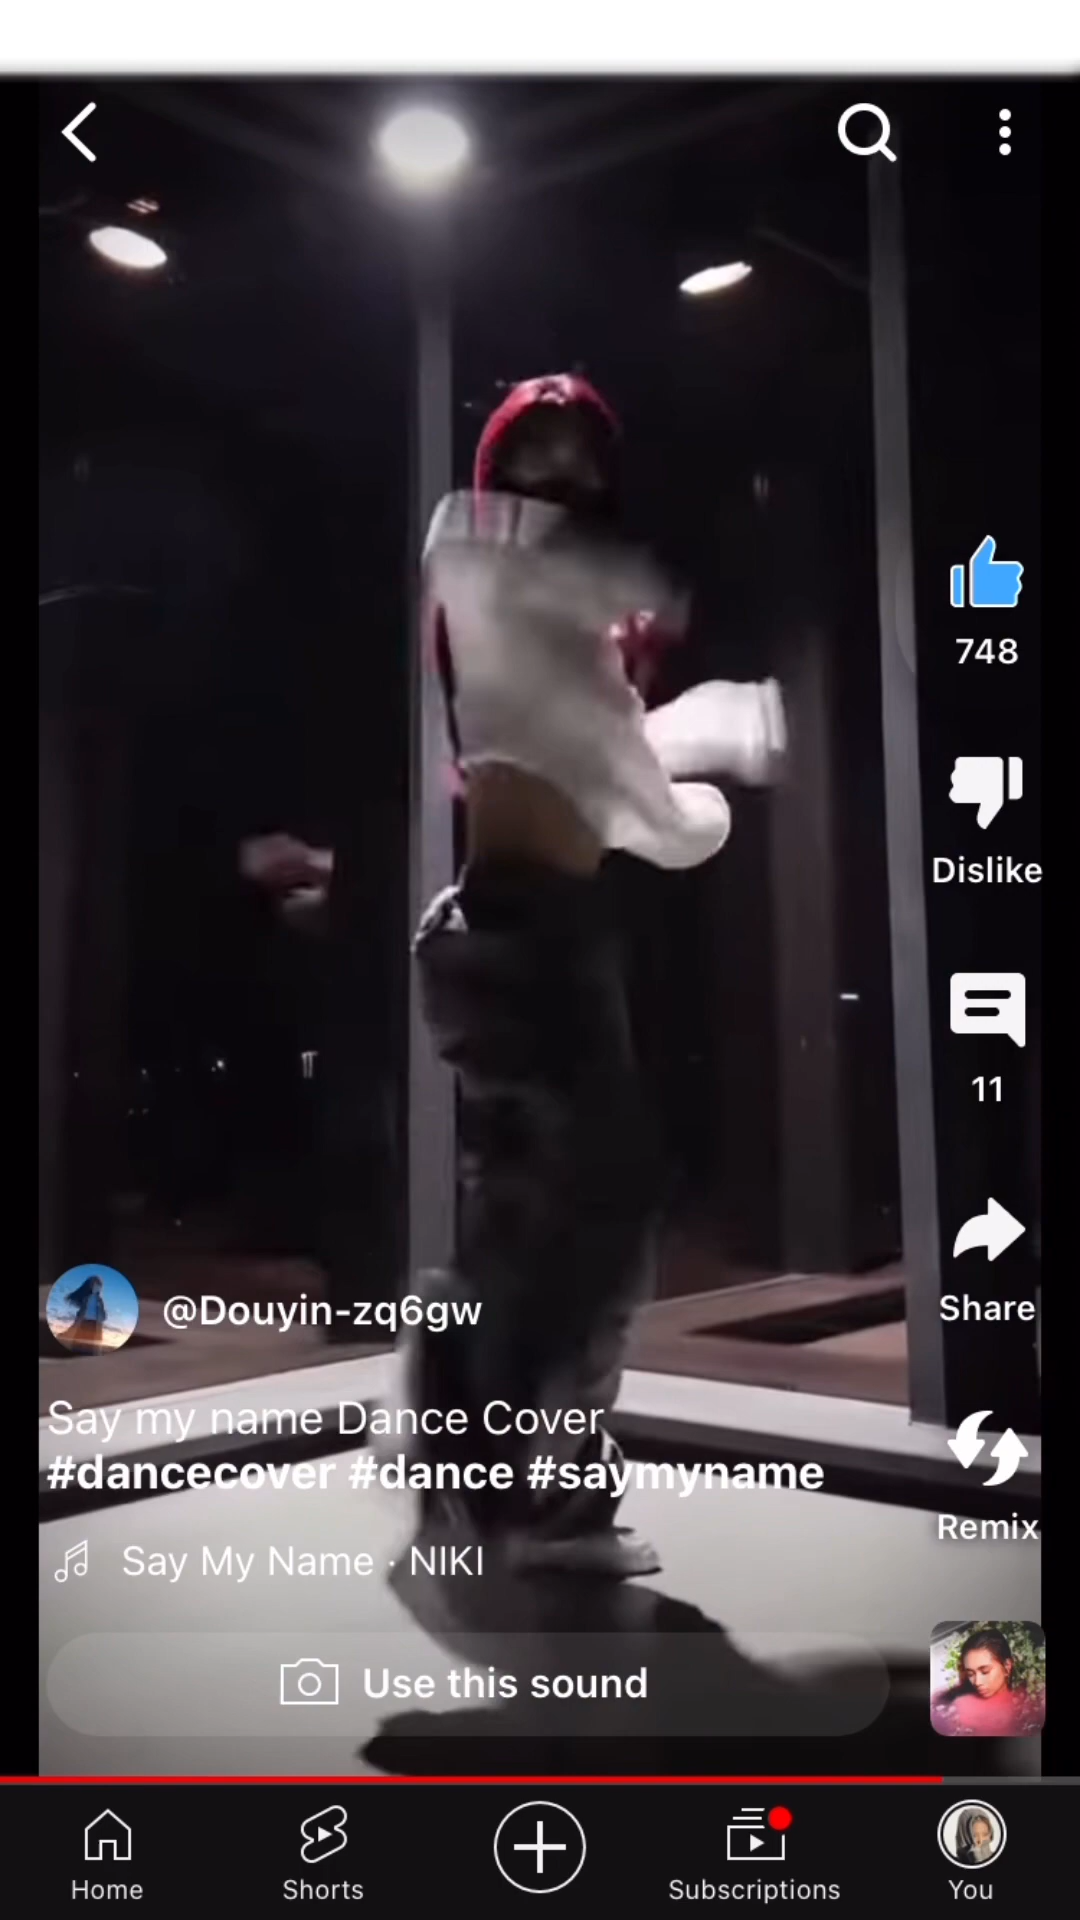 748
Dislike
11
Share
@Douyin-zq6gw
Say my name Dance Cover
#dancecover #dance #saymyname
Remix
Say My Name · NIKI
Use this sound
Home
Shorts
Subscriptions
You